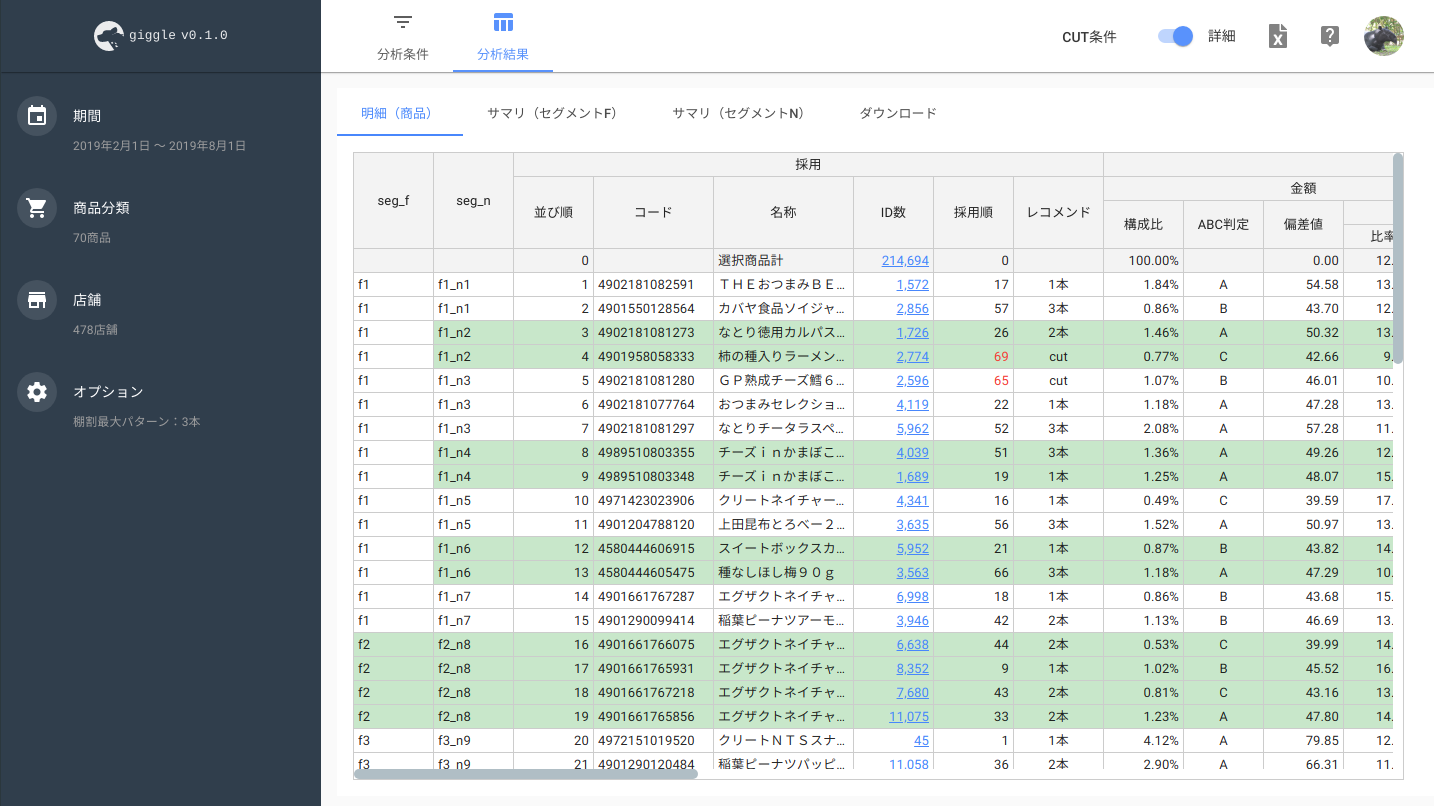 giggle v0.1.0
分析条件
分析結果
CUT条件
詳細
期間
2019年2月1日 〜 2019年8月1日
商品分類
70商品
店舗
478店舗
オプション
棚割最大パターン：3本
明細（商品） サマリ（セグメントF） サマリ（セグメントN） ダウンロード
採用
金額
seg_f seg_n 並び順 コード 名称 ID数 採用順 レコメンド 構成比 ABC判定 偏差値 比率
0 選択商品計 214,694 0 100.00% 0.00 12.
f1 f1_n1 1 4902181082591 ＴＨＥおつまみＢＥ… 1,572 17 1本 1.84% A 54.58 13.
f1 f1_n1 2 4901550128564 カバヤ食品ソイジャ… 2,856 57 3本 0.86% B 43.70 12.
f1 f1_n2 3 4902181081273 なとり徳用カルパス… 1,726 26 2本 1.46% A 50.32 13.
f1 f1_n2 4 4901958058333 柿の種入りラーメン… 2,774 69 cut 0.77% C 42.66 9.
f1 f1_n3 5 4902181081280 ＧＰ熟成チーズ鱈６… 2,596 65 cut 1.07% B 46.01 10.
f1 f1_n3 6 4902181077764 おつまみセレクショ… 4,119 22 1本 1.18% A 47.28 13.
f1 f1_n3 7 4902181081297 なとりチータラスペ… 5,962 52 3本 2.08% A 57.28 11.
f1 f1_n4 8 4989510803355 チーズｉｎかまぼこ… 4,039 51 3本 1.36% A 49.26 12.
f1 f1_n4 9 4989510803348 チーズｉｎかまぼこ… 1,689 19 1本 1.25% A 48.07 15.
f1 f1_n5 10 4971423023906 クリートネイチャー… 4,341 16 1本 0.49% C 39.59 17.
f1 f1_n5 11 4901204788120 上田昆布とろべー２… 3,635 56 3本 1.52% A 50.97 13.
f1 f1_n6 12 4580444606915 スイートボックスカ… 5,952 21 1本 0.87% B 43.82 14.
f1 f1_n6 13 4580444605475 種なしほし梅９０ｇ 3,563 66 3本 1.18% A 47.29 10.
f1 f1_n7 14 4901661767287 エグザクトネイチャ… 6,998 18 1本 0.86% B 43.68 15.
f1 f1_n7 15 4901290099414 稲葉ピーナツアーモ… 3,946 42 2本 1.13% B 46.69 13.
f2 f2_n8 16 4901661766075 エグザクトネイチャ… 6,638 44 2本 0.53% C 39.99 14.
f2 f2_n8 17 4901661765931 エグザクトネイチャ… 8,352 9 1本 1.02% B 45.52 16.
f2 f2_n8 18 4901661767218 エグザクトネイチャ… 7,680 43 2本 0.81% C 43.16 13.
f2 f2_n8 19 4901661765856 エグザクトネイチャ… 11,075 33 2本 1.23% A 47.80 14.
f3 f3_n9 20 4972151019520 クリートＮＴＳスナ… 45 1 1本 4.12% A 79.85 12.
f3 f3_n9 21 4901290120484 稲葉ピーナツパッピ… 11,058 36 2本 2.90% A 66.31 11.